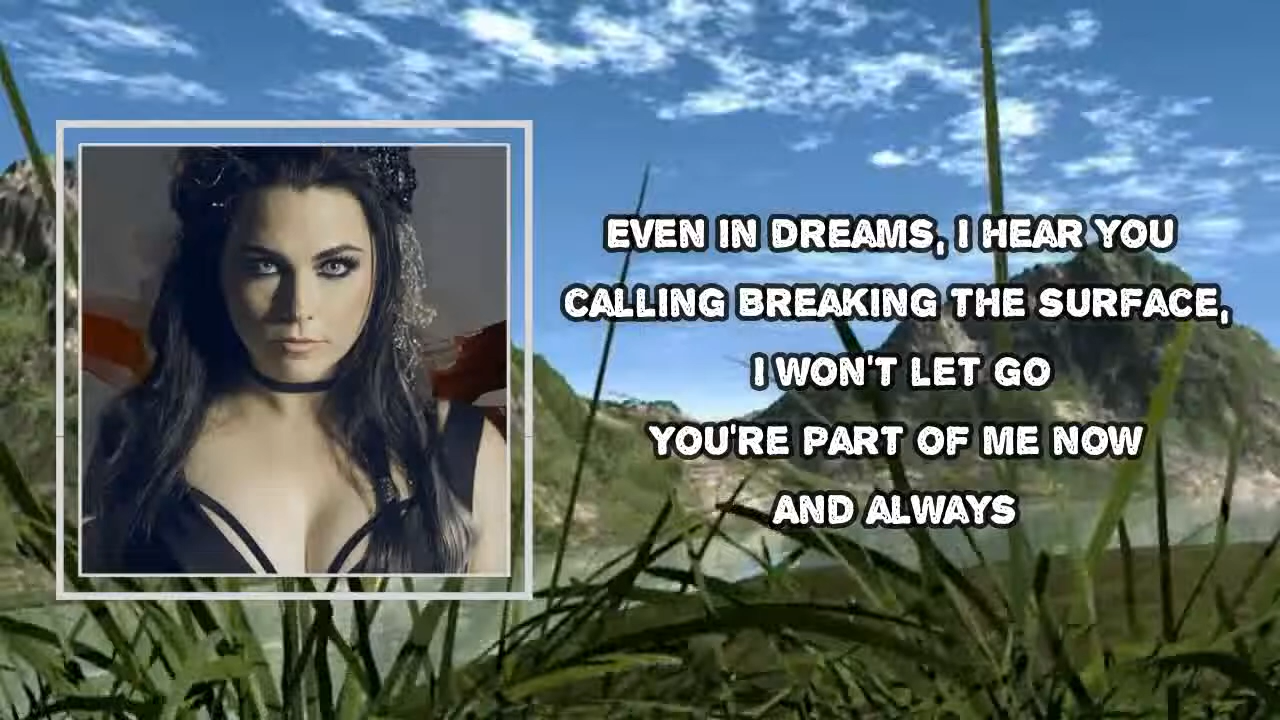 EVEN IN DREAMS, I HEAR YOU
CALLING BREAKING THE SURFACE,
I WON'T LET GO
YOU'RE PART OF ME NOW
AND ALWAYS